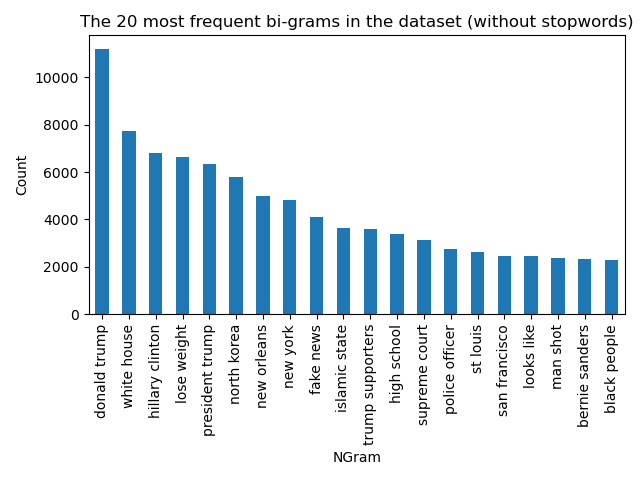 The 20 most frequent bi-grams in the dataset (without stopwords)
Count
10000
8000
6000
4000
2000
0
donald trump
white house
hillary clinton
lose weight
president trump
north korea
new orleans
new york
fake news
islamic state
trump supporters
high school
supreme court
police officer
st louis
san francisco
looks like
man shot
bernie sanders
black people
NGram